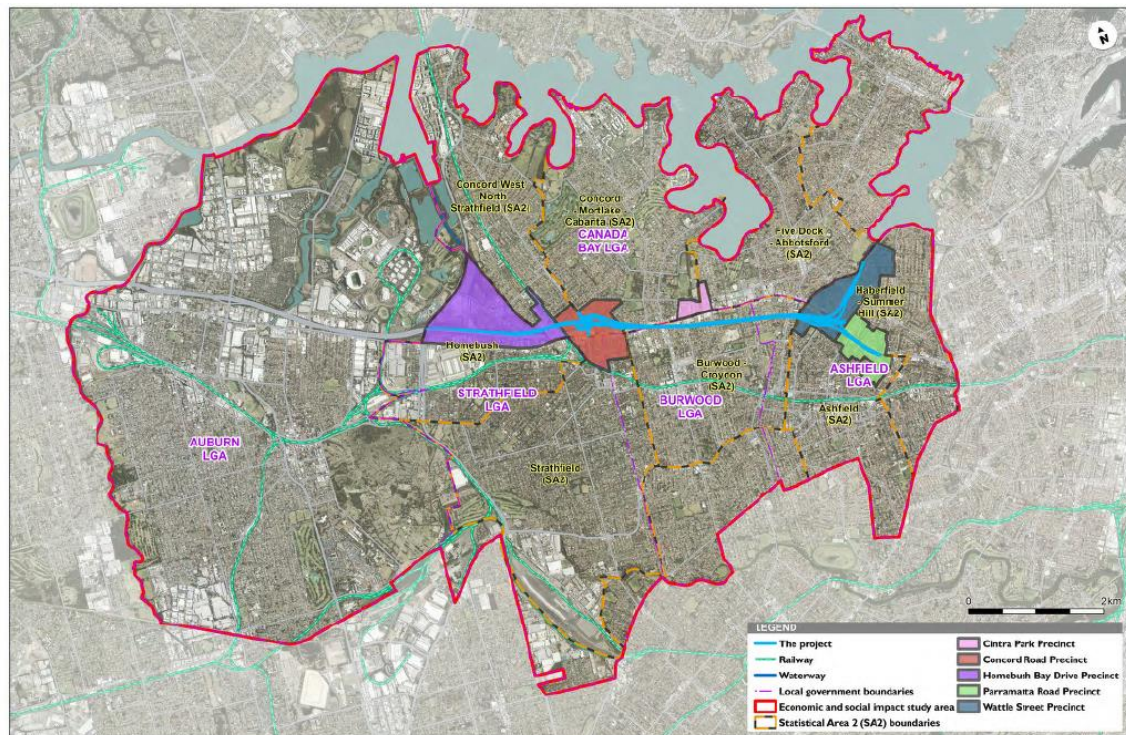 N
Concord West
North
Strathfield (SA2)
Concord
- Mortlake
Cabarita (SA2)
CANADA
BAY LGA
Five Dock
- Abbotsford
(SA2)
Haberfield
- Summer
Hill (SA2)
Homebush
(SA2)
Burwood -
Croydon
(SA2)
ASHFIELD
LGA
STRATHFIELD
LGA
BURWOOD
LGA
Ashfield
(SA2)
AUBURN
LGA
Strathfield
(SA2)
0 2km
LEGEND
The project
Railway
Waterway
Local government boundaries
Economic and social impact study area
Statistical Area 2 (SA2) boundaries
Cintra Park Precinct
Concord Road Precinct
Homebush Bay Drive Precinct
Parramatta Road Precinct
Wattle Street Precinct